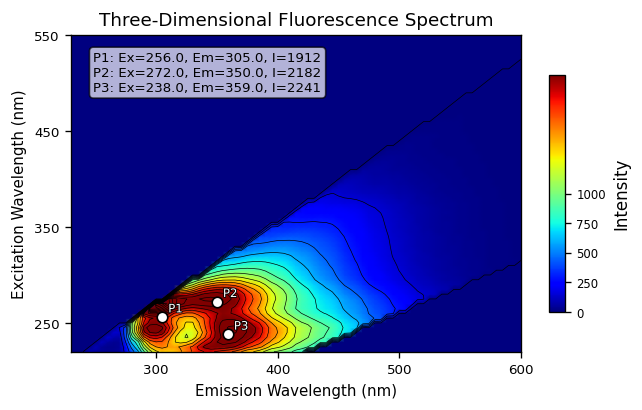 Three-Dimensional Fluorescence Spectrum
P1: Ex=256.0, Em=305.0, I=1912
P2: Ex=272.0, Em=350.0, I=2182
P3: Ex=238.0, Em=359.0, I=2241
550
450
350
250
Excitation Wavelength (nm)
P1
P2
P3
300
400
500
600
Emission Wavelength (nm)
1000
750
500
250
0
Intensity